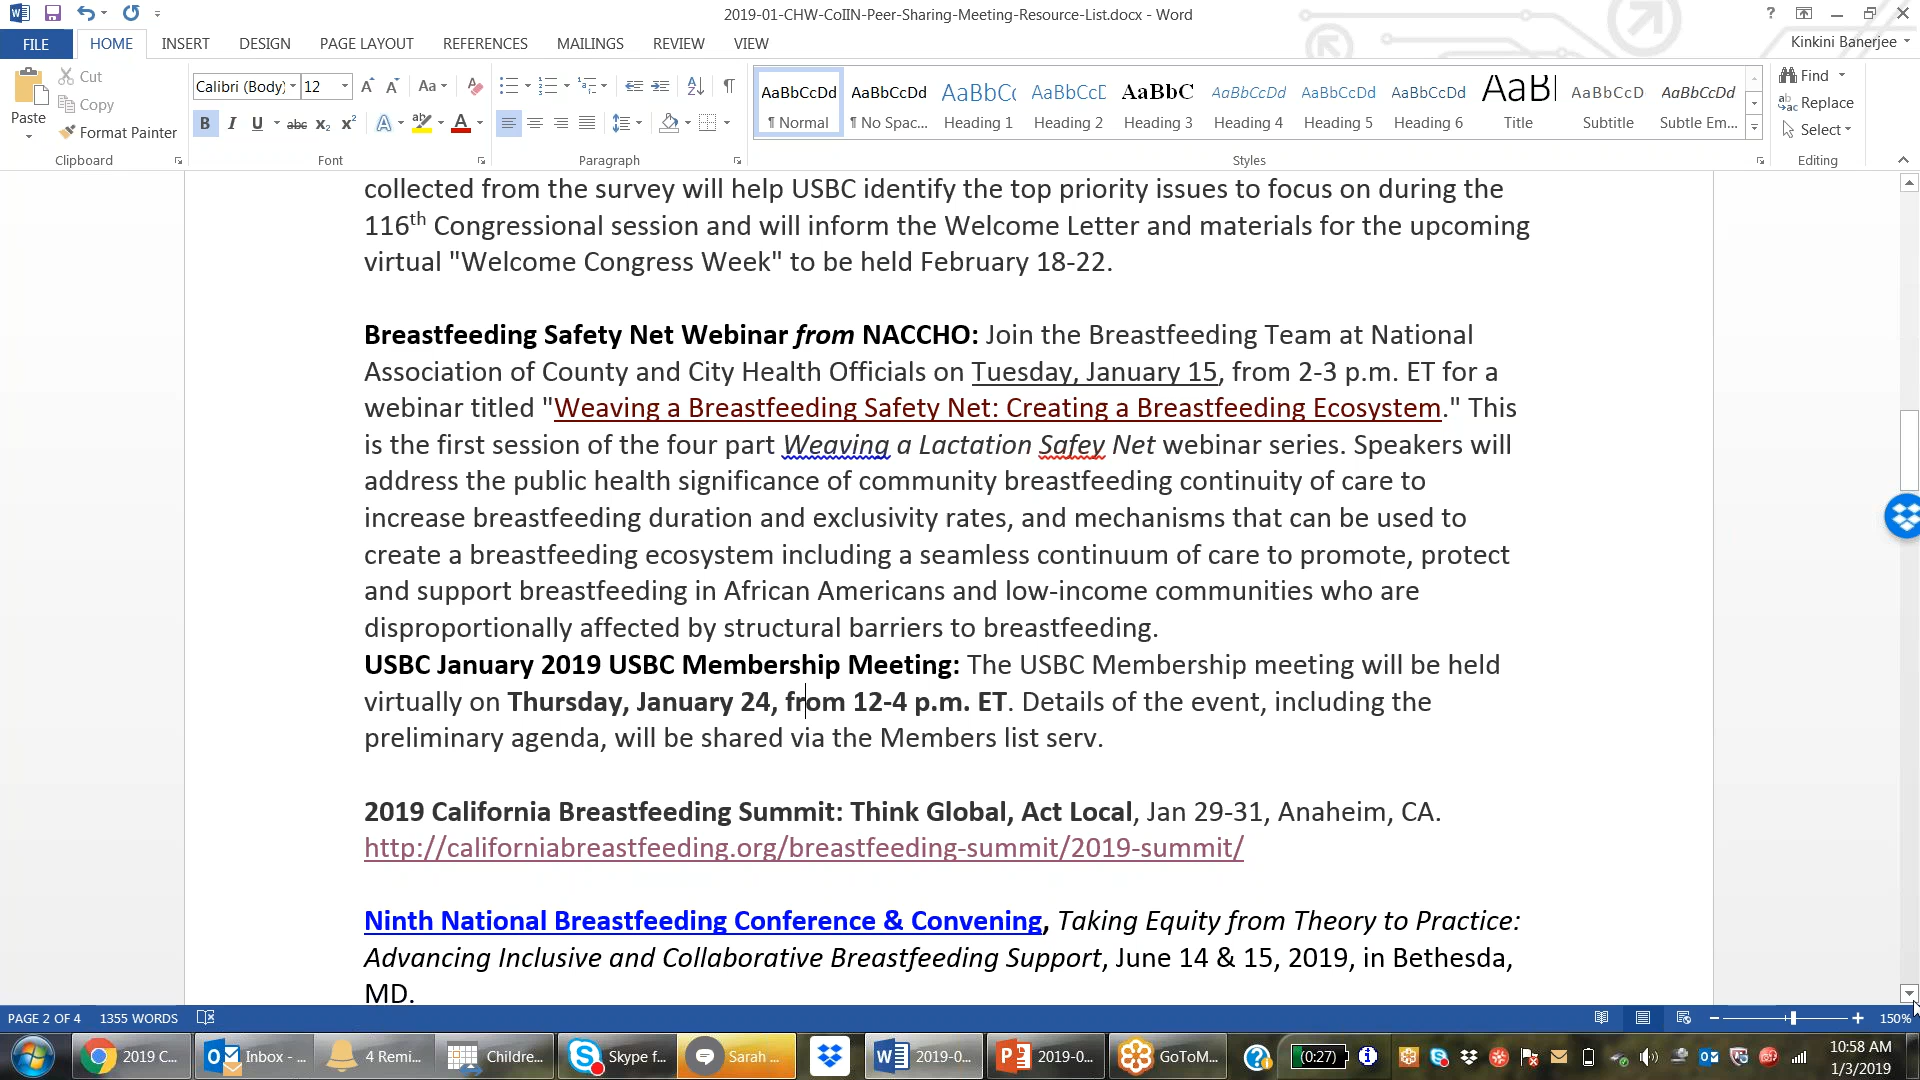 2019-01-CHW-CoIIN-Peer-Sharing-Meeting-Resource-List.docx - Word
FILE HOME INSERT DESIGN PAGE LAYOUT REFERENCES MAILINGS REVIEW VIEW Kinkini Banerjee
Paste Cut Copy Format Painter
Calibri (Body) 12
AaBbCcDd AaBbCcDd AaBbCc AaBbCcD AaBbC AaBbCcDd AaBbCcDd AaBbCcDd AaBl AaBbCcD AaBbCcDd
¶ Normal ¶ No Spac... Heading 1 Heading 2 Heading 3 Heading 4 Heading 5 Heading 6 Title Subtitle Subtle Em...
Find Replace Select
Clipboard Font Paragraph Styles Editing
collected from the survey will help USBC identify the top priority issues to focus on during the
116th Congressional session and will inform the Welcome Letter and materials for the upcoming
virtual "Welcome Congress Week" to be held February 18-22.
Breastfeeding Safety Net Webinar from NACCHO: Join the Breastfeeding Team at National
Association of County and City Health Officials on Tuesday, January 15, from 2-3 p.m. ET for a
webinar titled "Weaving a Breastfeeding Safety Net: Creating a Breastfeeding Ecosystem." This
is the first session of the four part Weaving a Lactation Safey Net webinar series. Speakers will
address the public health significance of community breastfeeding continuity of care to
increase breastfeeding duration and exclusivity rates, and mechanisms that can be used to
create a breastfeeding ecosystem including a seamless continuum of care to promote, protect
and support breastfeeding in African Americans and low-income communities who are
disproportionally affected by structural barriers to breastfeeding.
USBC January 2019 USBC Membership Meeting: The USBC Membership meeting will be held
virtually on Thursday, January 24, from 12-4 p.m. ET. Details of the event, including the
preliminary agenda, will be shared via the Members list serv.
2019 California Breastfeeding Summit: Think Global, Act Local, Jan 29-31, Anaheim, CA.
http://californiabreastfeeding.org/breastfeeding-summit/2019-summit/
Ninth National Breastfeeding Conference & Convening, Taking Equity from Theory to Practice:
Advancing Inclusive and Collaborative Breastfeeding Support, June 14 & 15, 2019, in Bethesda,
MD.
PAGE 2 OF 4 1355 WORDS 150%
2019 C... Inbox - ... 4 Remi... Childre... Skype f... Sarah ... 2019-0... 2019-0... GoToM... (0:27) 10:58 AM
1/3/2019